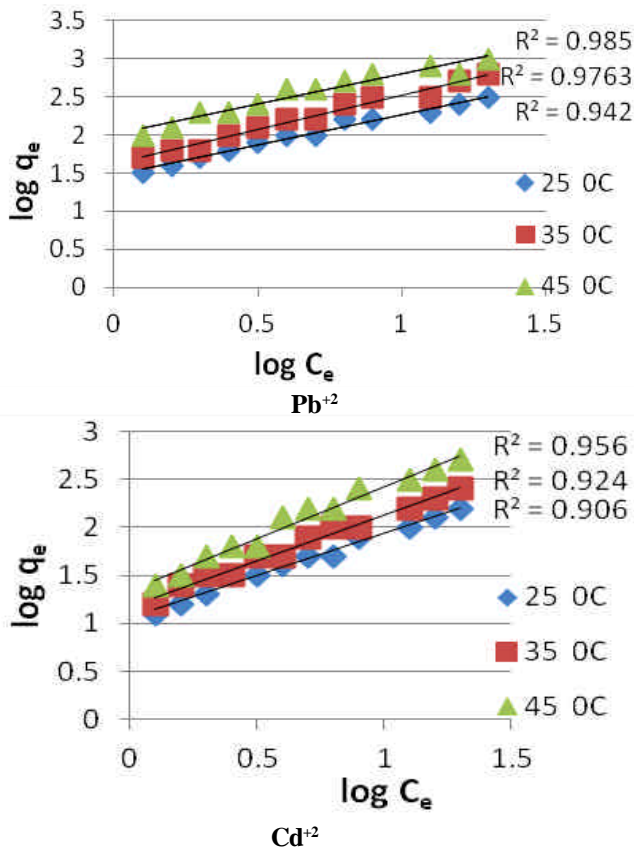 3.5
3
2.5
2
1.5
1
0.5
0
log qe
R² = 0.985
R² = 0.9763
R² = 0.942
25 0C
35 0C
45 0C
0 0.5 1 1.5
log Ce
Pb+2
3
2.5
2
1.5
1
0.5
0
log qe
R² = 0.956
R² = 0.924
R² = 0.906
25 0C
35 0C
45 0C
0 0.5 1 1.5
log Ce
Cd+2